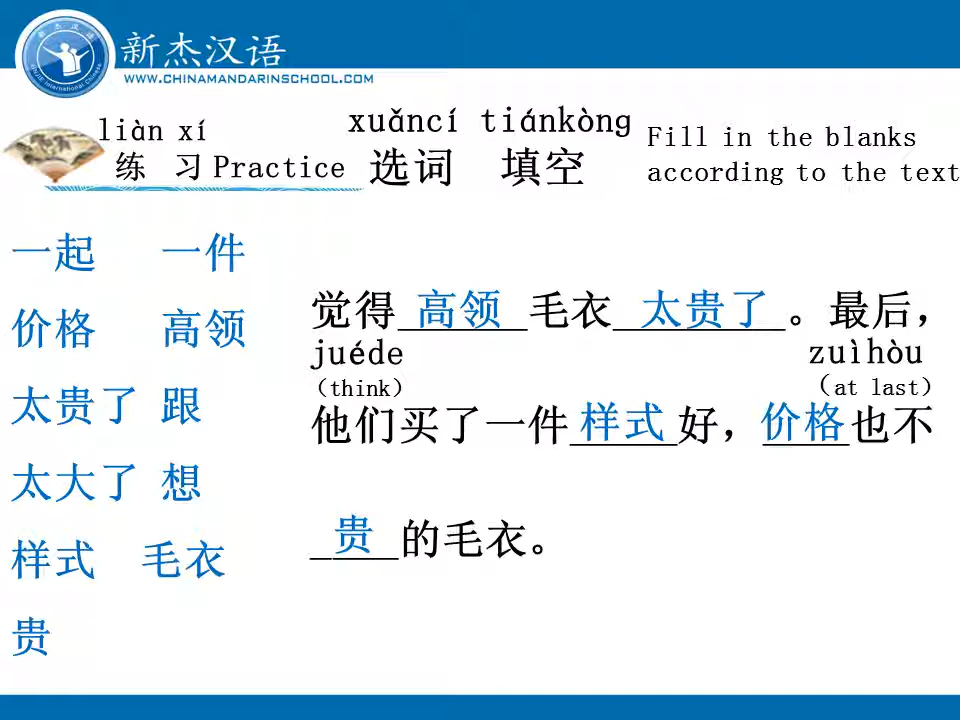 新杰汉语
WWW.CHINAMANDARINSCHOOL.COM
liàn xí
练 习 Practice
xuǎncí tiánkòng
选词 填空
Fill in the blanks
according to the text
一起 一件
价格 高领
太贵了 跟
太大了 想
样式 毛衣
贵
觉得高领毛衣太贵了。最后，
juéde zuìhòu
（think） （at last）
他们买了一件样式好，价格也不
贵的毛衣。